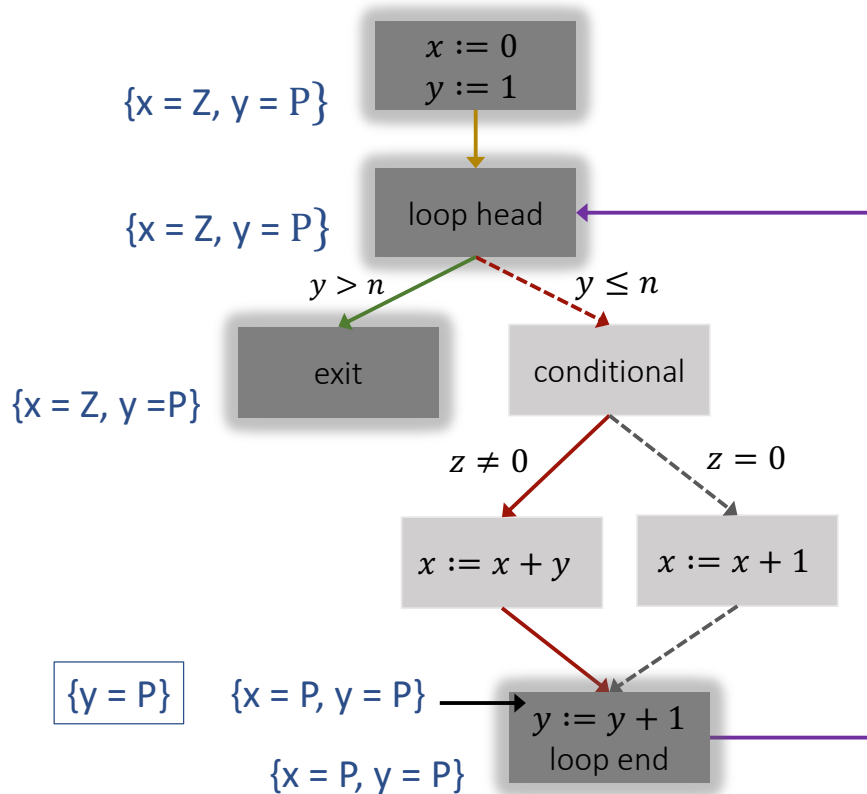 x := 0
y := 1
{x = Z, y = P}
loop head
{x = Z, y = P}
y > n
y ≤ n
exit
conditional
{x = Z, y =P}
z ≠ 0
z = 0
x := x + y
x := x + 1
{y = P}
{x = P, y = P}
y := y + 1
loop end
{x = P, y = P}